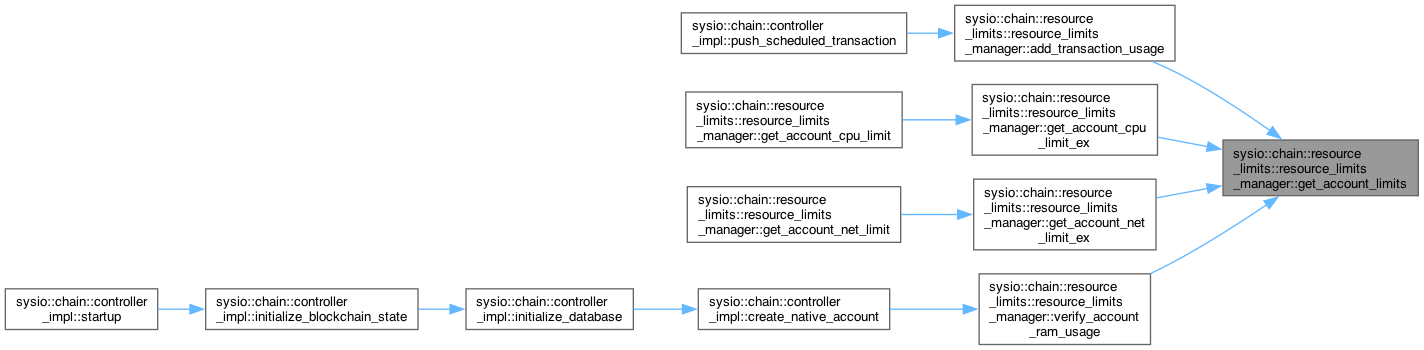 sysio::chain::controller
_impl::push_scheduled_transaction
sysio::chain::resource
_limits::resource_limits
_manager::add_transaction_usage
sysio::chain::resource
_limits::resource_limits
_manager::get_account_cpu_limit
sysio::chain::resource
_limits::resource_limits
_manager::get_account_cpu
_limit_ex
sysio::chain::resource
_limits::resource_limits
_manager::get_account_limits
sysio::chain::resource
_limits::resource_limits
_manager::get_account_net_limit
sysio::chain::resource
_limits::resource_limits
_manager::get_account_net
_limit_ex
sysio::chain::controller
_impl::startup
sysio::chain::controller
_impl::initialize_blockchain_state
sysio::chain::controller
_impl::initialize_database
sysio::chain::controller
_impl::create_native_account
sysio::chain::resource
_limits::resource_limits
_manager::verify_account
_ram_usage